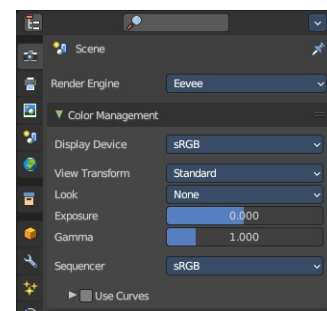 Scene
Render Engine Eevee
Color Management
Display Device sRGB
View Transform Standard
Look None
Exposure 0.000
Gamma 1.000
Sequencer sRGB
Use Curves